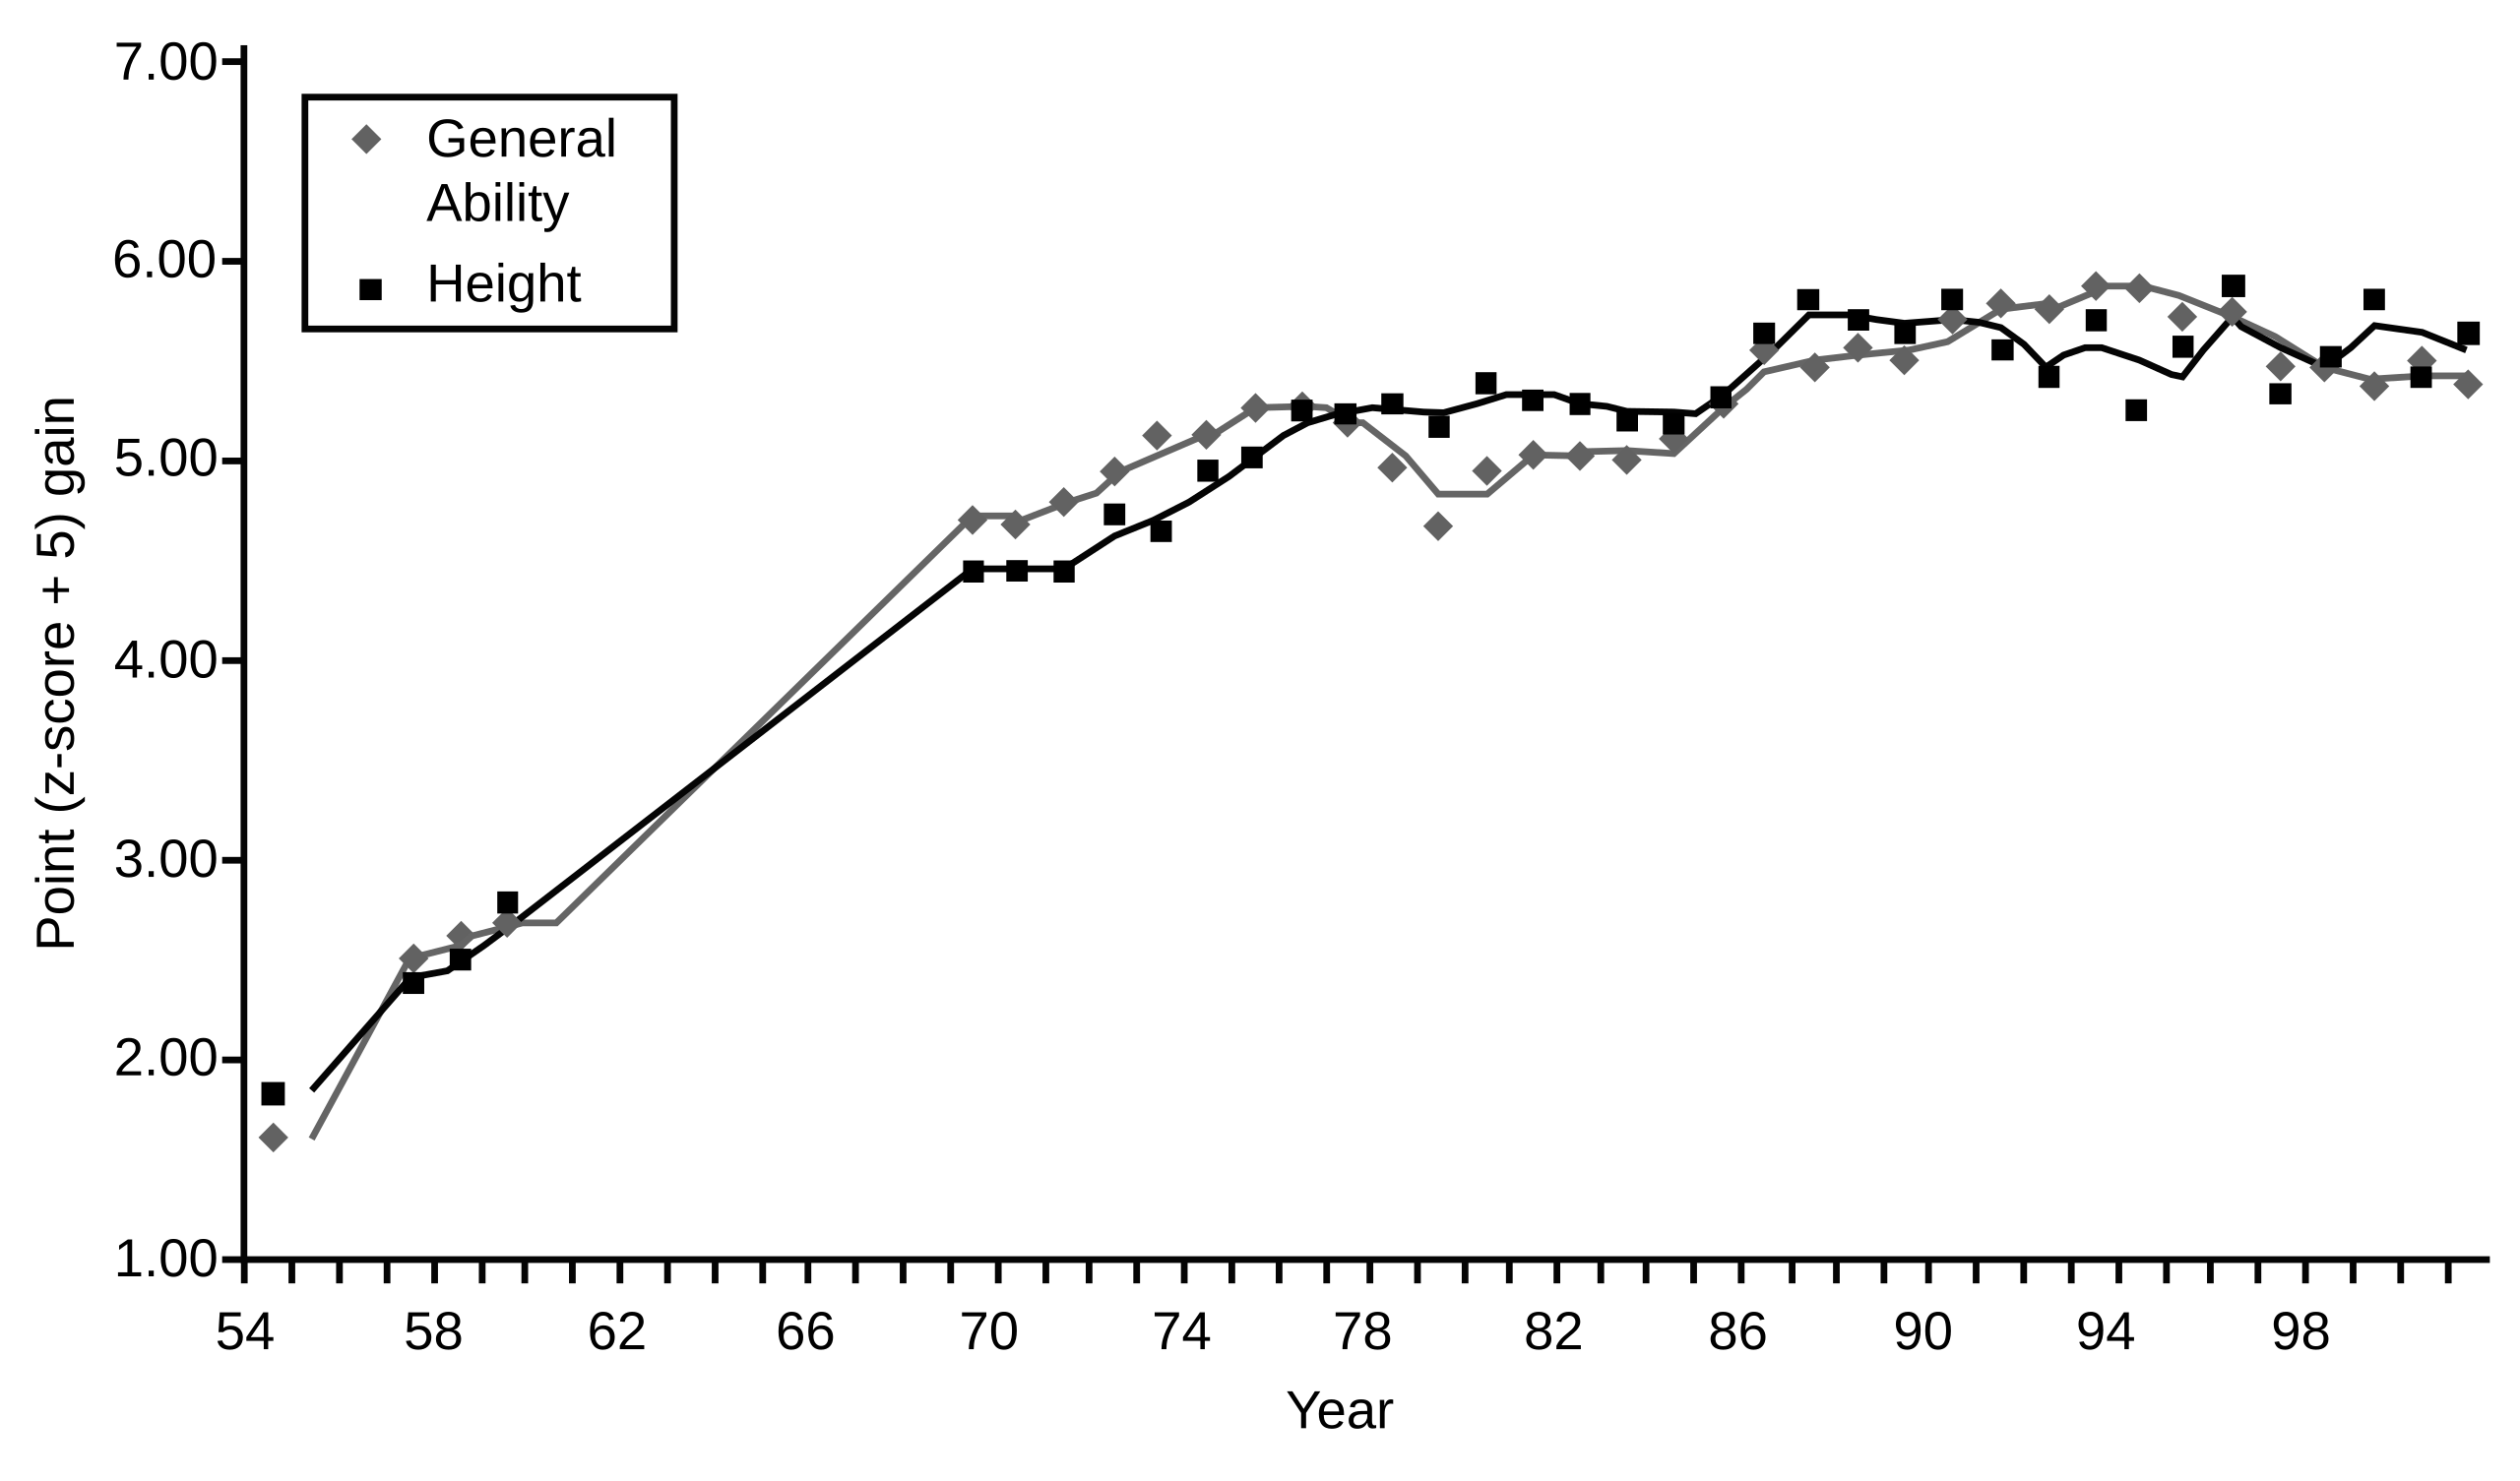 7.00
General
Ability
Height
6.00
5.00
4.00
3.00
2.00
1.00
Point (z-score + 5) gain
54 58 62 66 70 74 78 82 86 90 94 98
Year